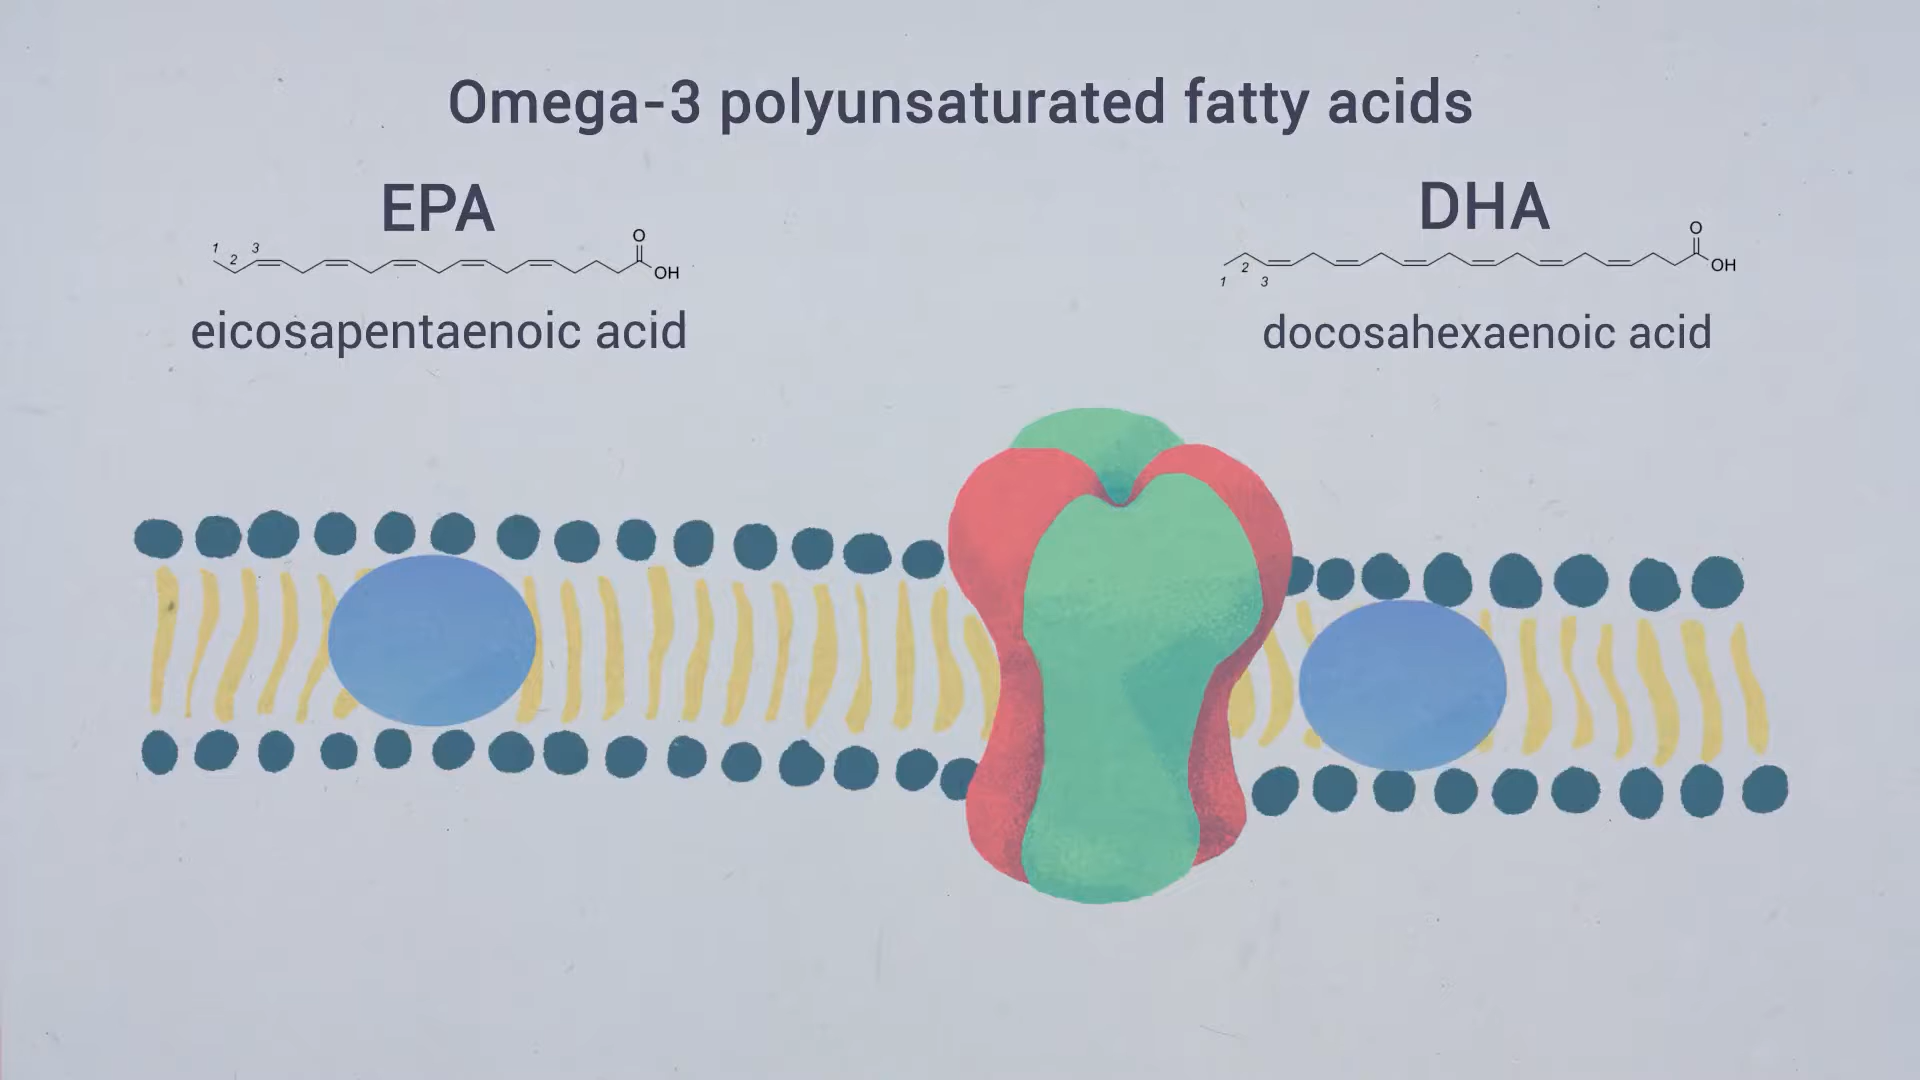 Omega-3 polyunsaturated fatty acids
EPA
1 2 3 O OH
eicosapentaenoic acid
DHA
1 2 3 O OH
docosahexaenoic acid